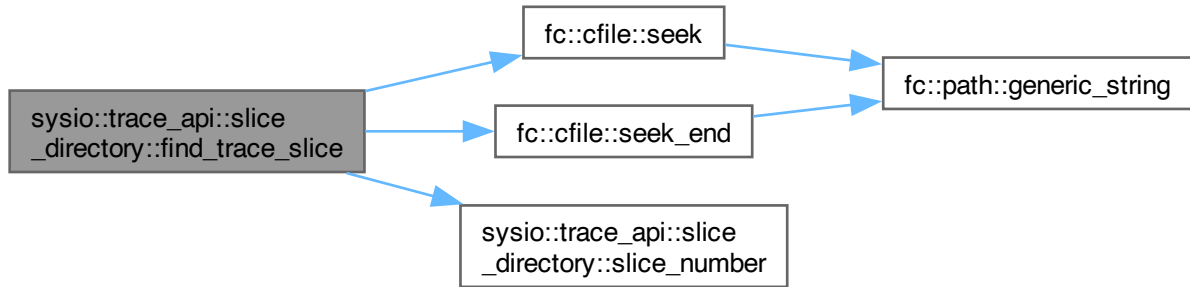 sysio::trace_api::slice
_directory::find_trace_slice
fc::cfile::seek
fc::cfile::seek_end
sysio::trace_api::slice
_directory::slice_number
fc::path::generic_string